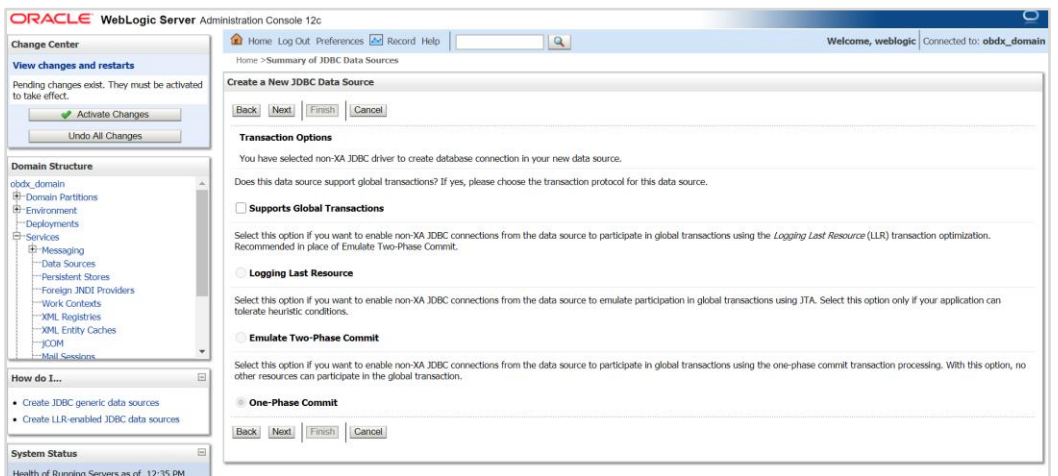 ORACLE WebLogic Server Administration Console 12c
Change Center
View changes and restarts
Pending changes exist. They must be activated
to take effect.
Activate Changes
Undo All Changes
Domain Structure
obdx_domain
Domain Partitions
Environment
Deployments
Services
Messaging
Data Sources
Persistent Stores
Foreign JNDI Providers
Work Contexts
XML Registries
XML Entity Caches
jCOM
Mail Sessions
How do I...
Create JDBC generic data sources
Create LLR-enabled JDBC data sources
System Status
Health of Running Servers as of 12:35 PM
Home Log Out Preferences Record Help
Welcome, weblogic Connected to: obdx_domain
Home >Summary of JDBC Data Sources
Create a New JDBC Data Source
Back Next Finish Cancel
Transaction Options
You have selected non-XA JDBC driver to create database connection in your new data source.
Does this data source support global transactions? If yes, please choose the transaction protocol for this data source.
Supports Global Transactions
Select this option if you want to enable non-XA JDBC connections from the data source to participate in global transactions using the Logging Last Resource (LLR) transaction optimization.
Recommended in place of Emulate Two-Phase Commit.
Logging Last Resource
Select this option if you want to enable non-XA JDBC connections from the data source to emulate participation in global transactions using JTA. Select this option only if your application can
tolerate heuristic conditions.
Emulate Two-Phase Commit
Select this option if you want to enable non-XA JDBC connections from the data source to participate in global transactions using the one-phase commit transaction processing. With this option, no
other resources can participate in the global transaction.
One-Phase Commit
Back Next Finish Cancel